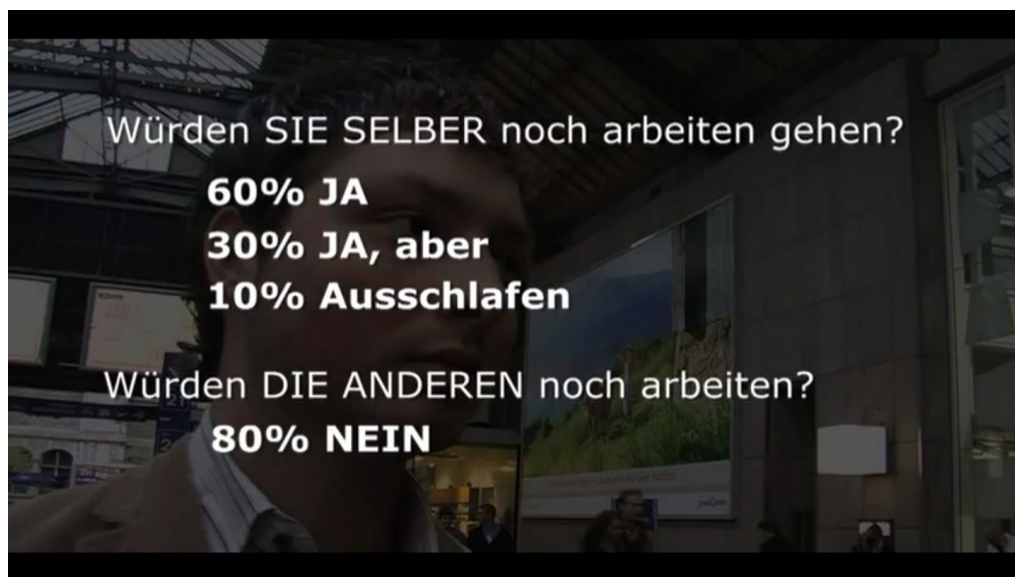 Würden SIE SELBER noch arbeiten gehen?
60% JA
30% JA, aber
10% Ausschlafen
Würden DIE ANDEREN noch arbeiten?
80% NEIN